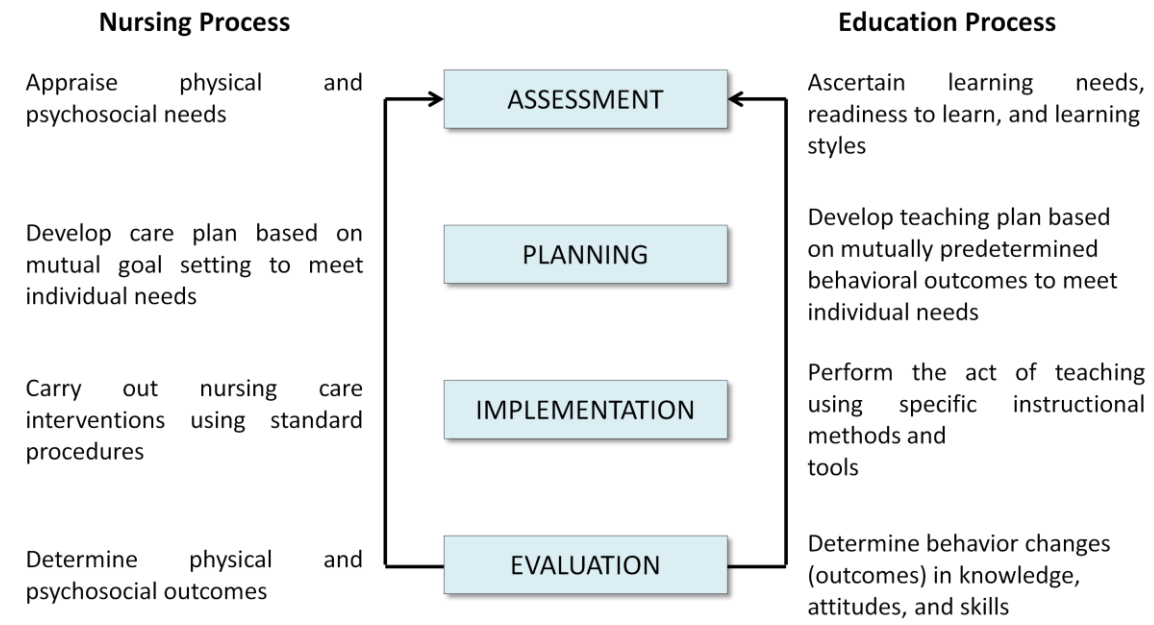 Nursing Process
Education Process
Appraise physical and
psychosocial needs
ASSESSMENT
Ascertain learning needs,
readiness to learn, and learning
styles
Develop care plan based on
mutual goal setting to meet
individual needs
PLANNING
Develop teaching plan based
on mutually predetermined
behavioral outcomes to meet
individual needs
Carry out nursing care
interventions using standard
procedures
IMPLEMENTATION
Perform the act of teaching
using specific instructional
methods and
tools
Determine physical and
psychosocial outcomes
EVALUATION
Determine behavior changes
(outcomes) in knowledge,
attitudes, and skills